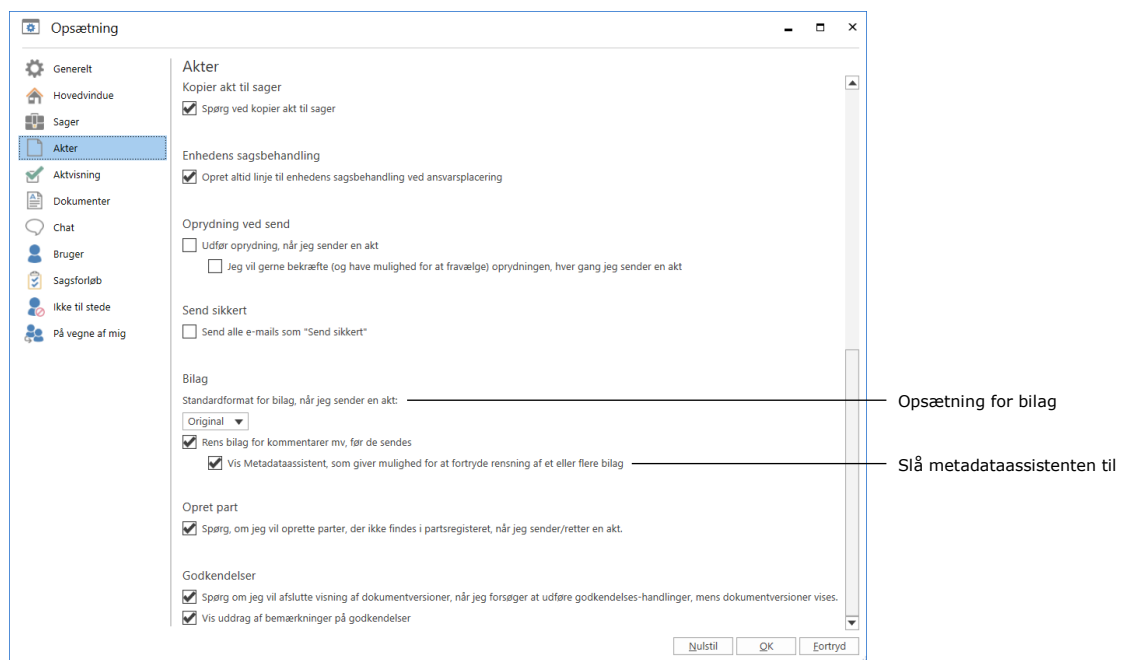 Opsætning
Generelt
Hovedvindue
Sager
Akter
Aktvisning
Dokumenter
Chat
Bruger
Sagsforløb
Ikke til stede
På vegne af mig
Akter
Kopier akt til sager
Spørg ved kopier akt til sager
Enhedens sagsbehandling
Opret altid linje til enhedens sagsbehandling ved ansvarsplacering
Oprydning ved send
Udfør oprydning, når jeg sender en akt
Jeg vil gerne bekræfte (og have mulighed for at fravælge) oprydningen, hver gang jeg sender en akt
Send sikkert
Send alle e-mails som "Send sikkert"
Bilag
Standardformat for bilag, når jeg sender en akt:
Opsætning for bilag
Original
Rens bilag for kommentarer mv, før de sendes
Vis Metadataassistent, som giver mulighed for at fortryde rensning af et eller flere bilag
Slå metadataassistenten til
Opret part
Spørg, om jeg vil oprette parter, der ikke findes i partsregisteret, når jeg sender/retter en akt.
Godkendelser
Spørg om jeg vil afslutte visning af dokumentversioner, når jeg forsøger at udføre godkendelses-handlinger, mens dokumentversioner vises.
Vis uddrag af bemærkninger på godkendelser
Nulstil
OK
Fortryd